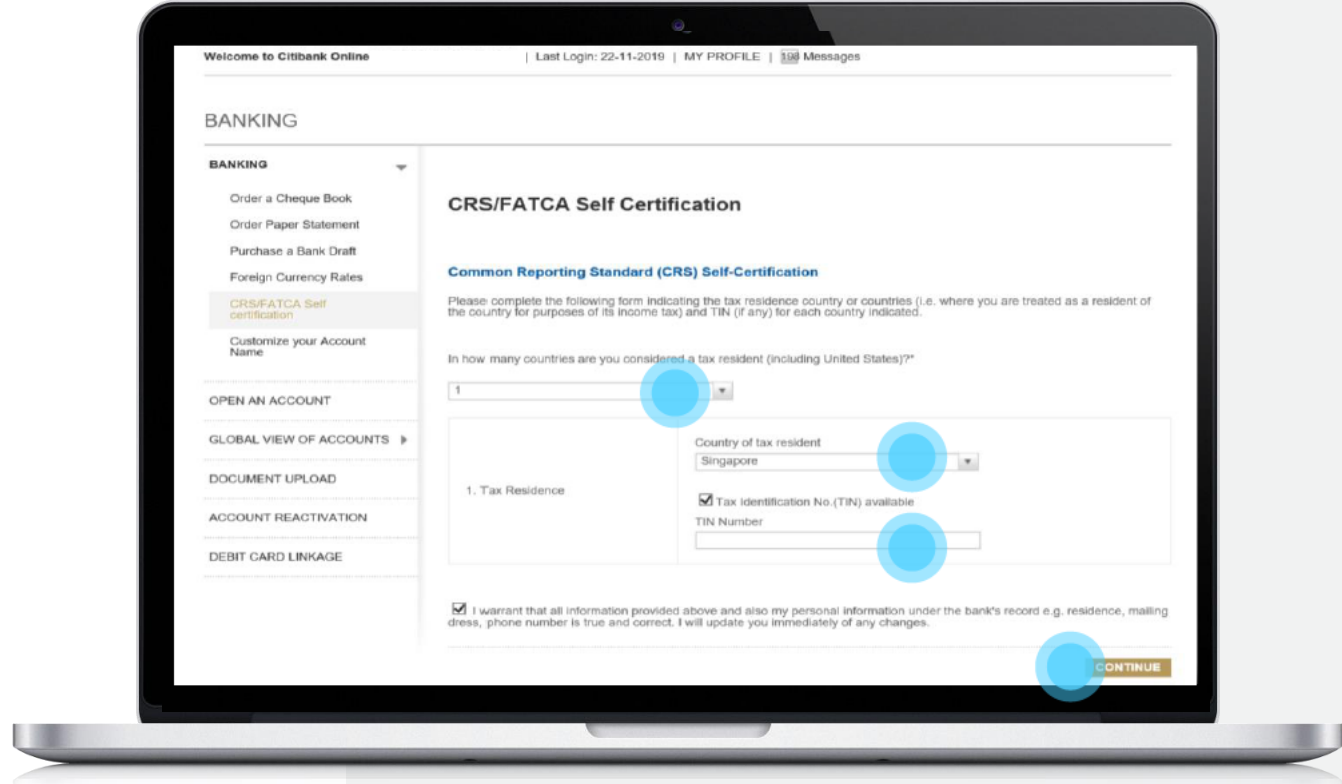 Welcome to Citibank Online | Last Login: 22-11-2019 | MY PROFILE | 198 Messages
BANKING
BANKING
Order a Cheque Book
Order Paper Statement
Purchase a Bank Draft
Foreign Currency Rates
CRS/FATCA Self
certification
Customize your Account
Name
OPEN AN ACCOUNT
GLOBAL VIEW OF ACCOUNTS
DOCUMENT UPLOAD
ACCOUNT REACTIVATION
DEBIT CARD LINKAGE
CRS/FATCA Self Certification
Common Reporting Standard (CRS) Self-Certification
Please complete the following form indicating the tax residence country or countries (i.e. where you are treated as a resident of
the country for purposes of its income tax) and TIN (if any) for each country indicated.
In how many countries are you considered a tax resident (including United States)?*
1
1. Tax Residence
Country of tax resident
Singapore
Tax Identification No.(TIN) available
TIN Number
I warrant that all information provided above and also my personal information under the bank's record e.g. residence, mailing
dress, phone number is true and correct. I will update you immediately of any changes.
CONTINUE